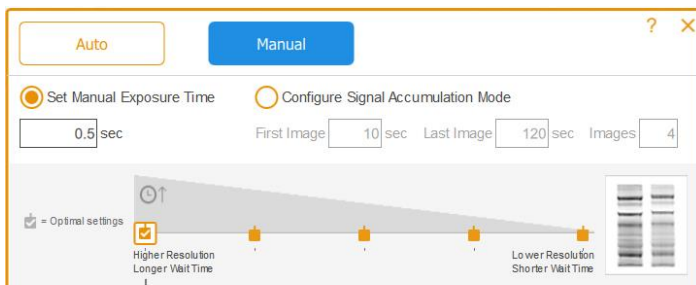 ? ×
Auto Manual
Set Manual Exposure Time Configure Signal Accumulation Mode
0.5 sec First Image 10 sec Last Image 120 sec Images 4
= Optimal settings
Higher Resolution Lower Resolution
Longer Wait Time Shorter Wait Time